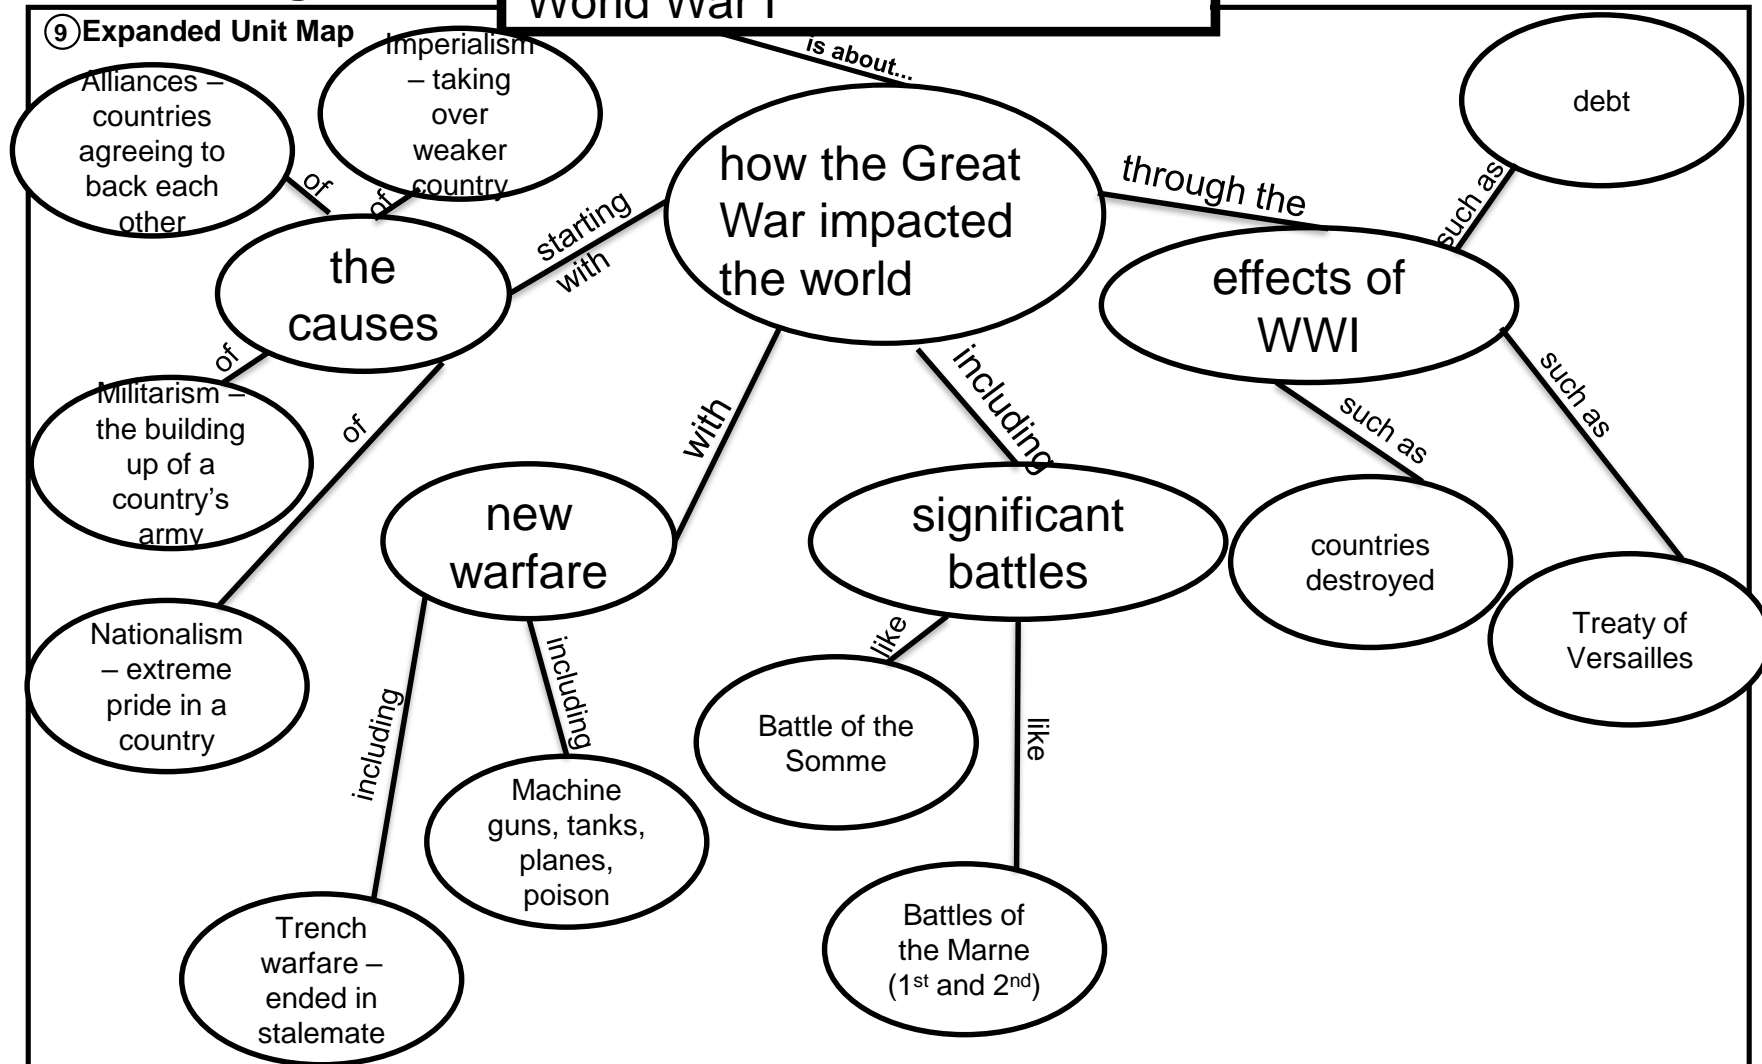 World War I
9 Expanded Unit Map
is about...
Imperialism
– taking
over
weaker
country
Alliances –
countries
agreeing to
back each
other
debt
how the Great
War impacted
the world
through the
such as
of
of
starting
with
the
causes
effects of
WWI
of
of
with
including
such as
such as
Militarism –
the building
up of a
country’s
army
new
warfare
significant
battles
countries
destroyed
Nationalism
– extreme
pride in a
country
Treaty of
Versailles
including
including
like
like
Battle of the
Somme
Machine
guns, tanks,
planes,
poison
Battles of
the Marne
(1st and 2nd)
Trench
warfare –
ended in
stalemate